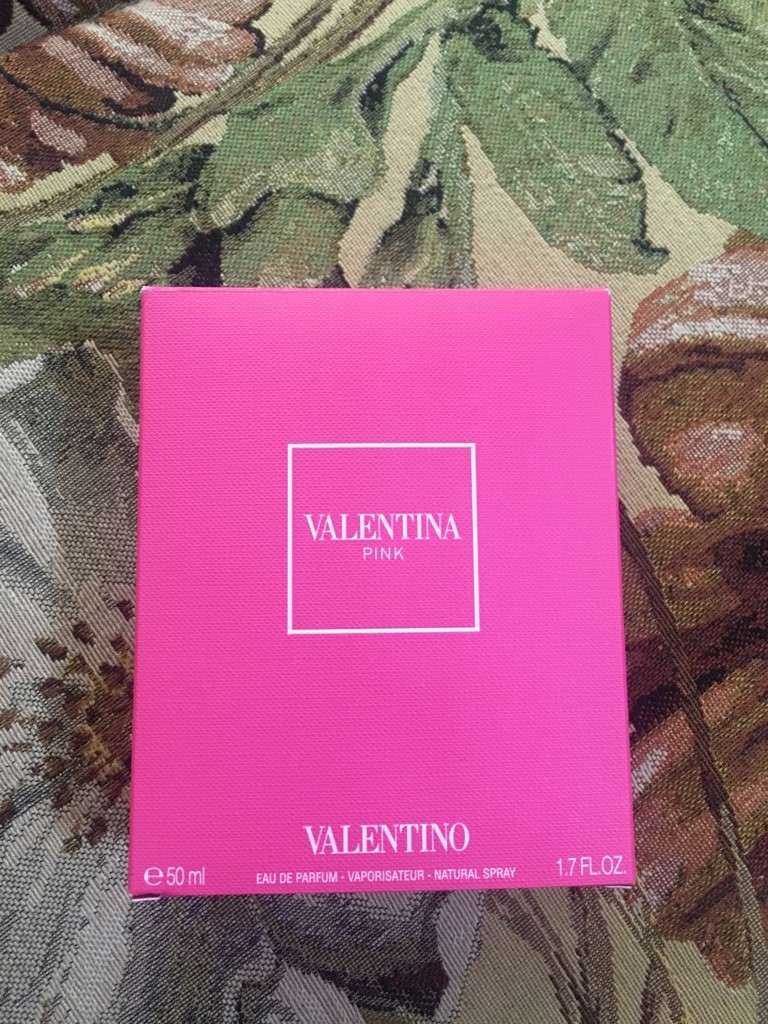 VALENTINA
PINK
VALENTINO
℮50 ml EAU DE PARFUM - VAPORISATEUR - NATURAL SPRAY 1.7 FL.OZ.